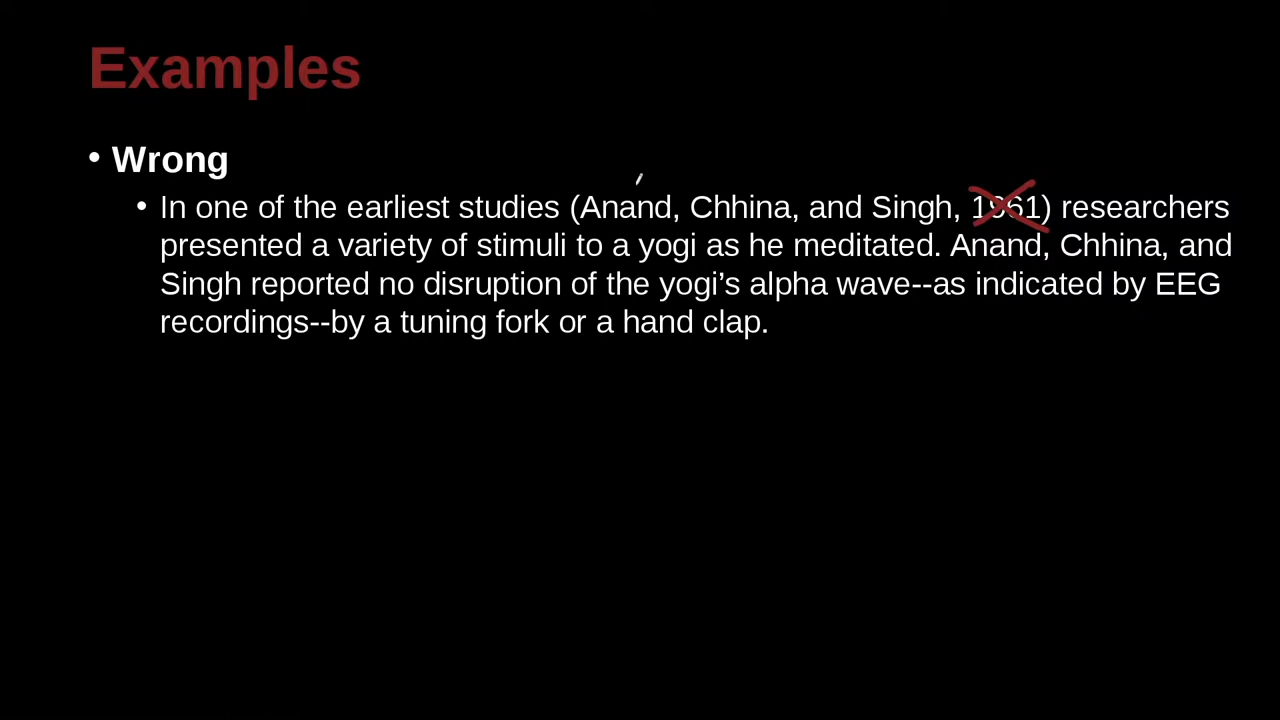 Examples
• Wrong
• In one of the earliest studies (Anand, Chhina, and Singh, 1961) researchers
presented a variety of stimuli to a yogi as he meditated. Anand, Chhina, and
Singh reported no disruption of the yogi’s alpha wave--as indicated by EEG
recordings--by a tuning fork or a hand clap.